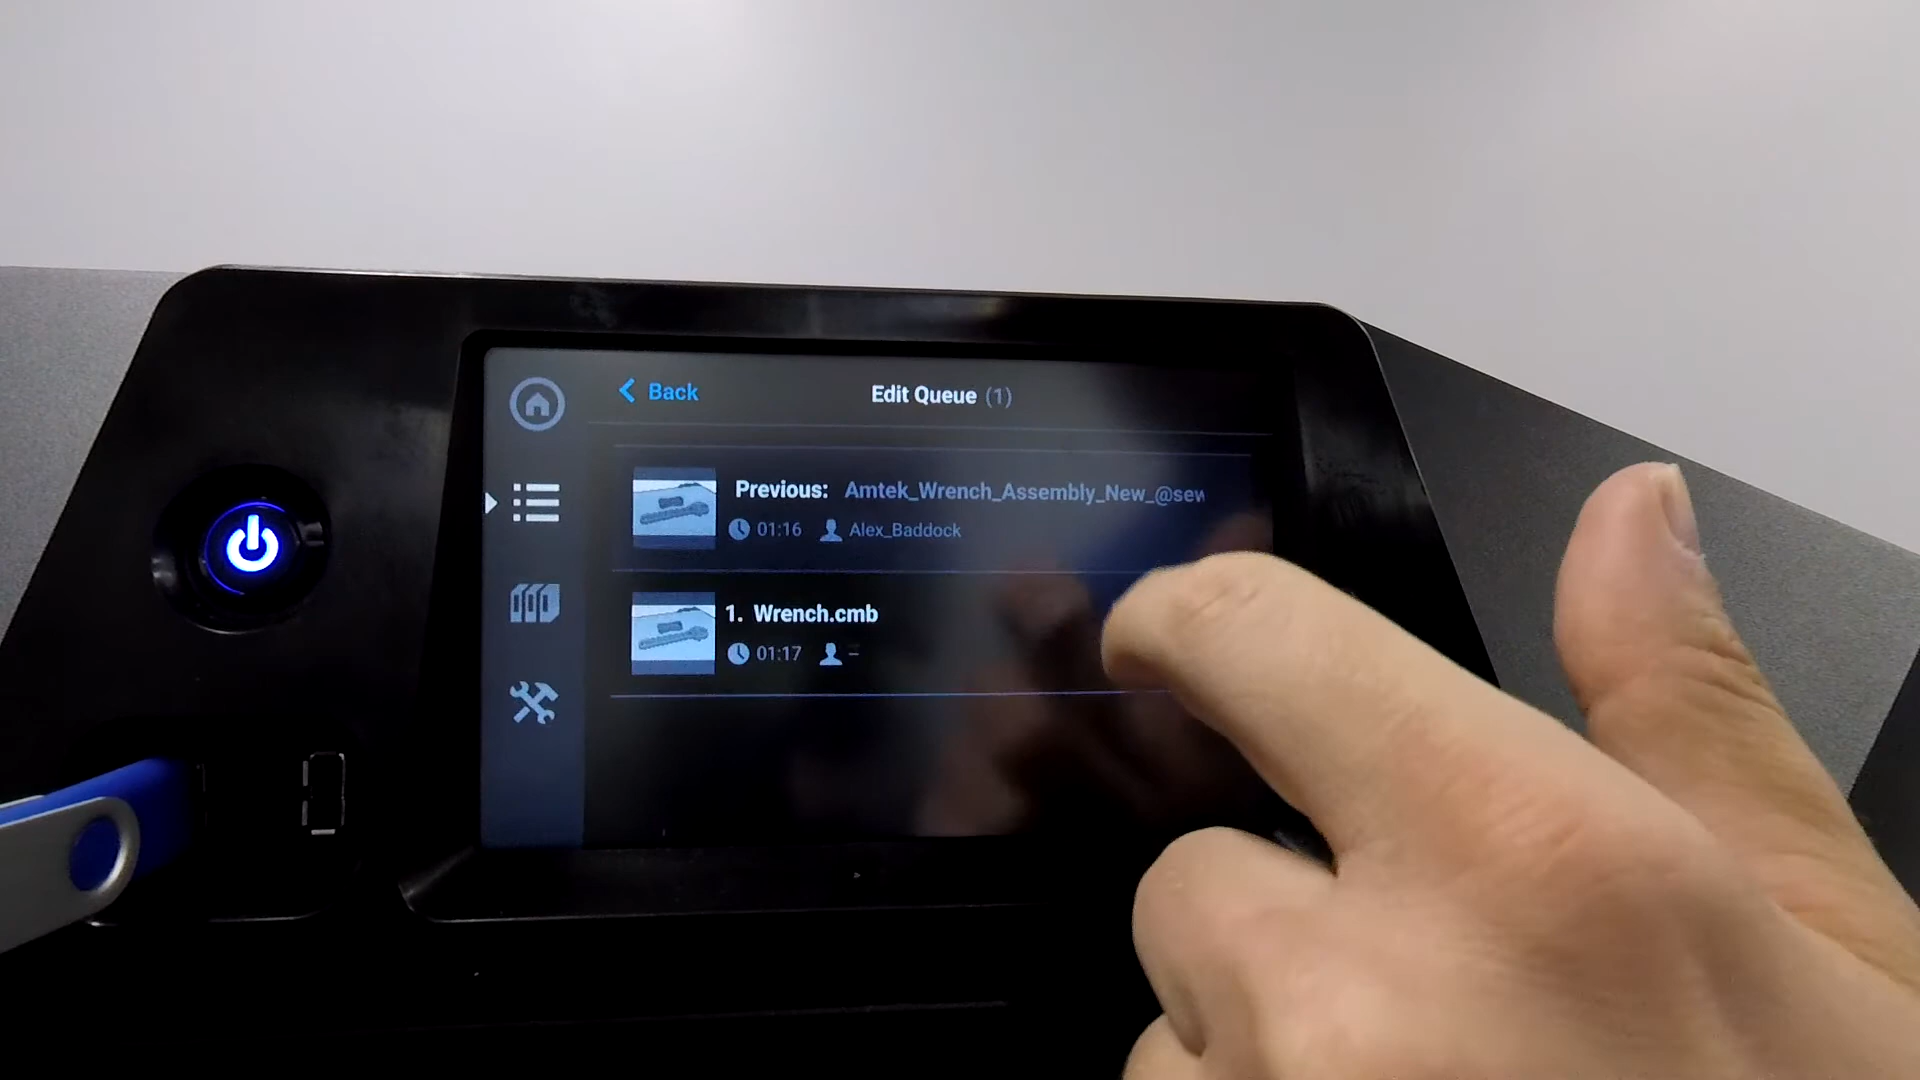 Back
Edit Queue (1)
Previous: Amtek_Wrench_Assembly_New_@sew
01:16 Alex_Baddock
1. Wrench.cmb
01:17 –